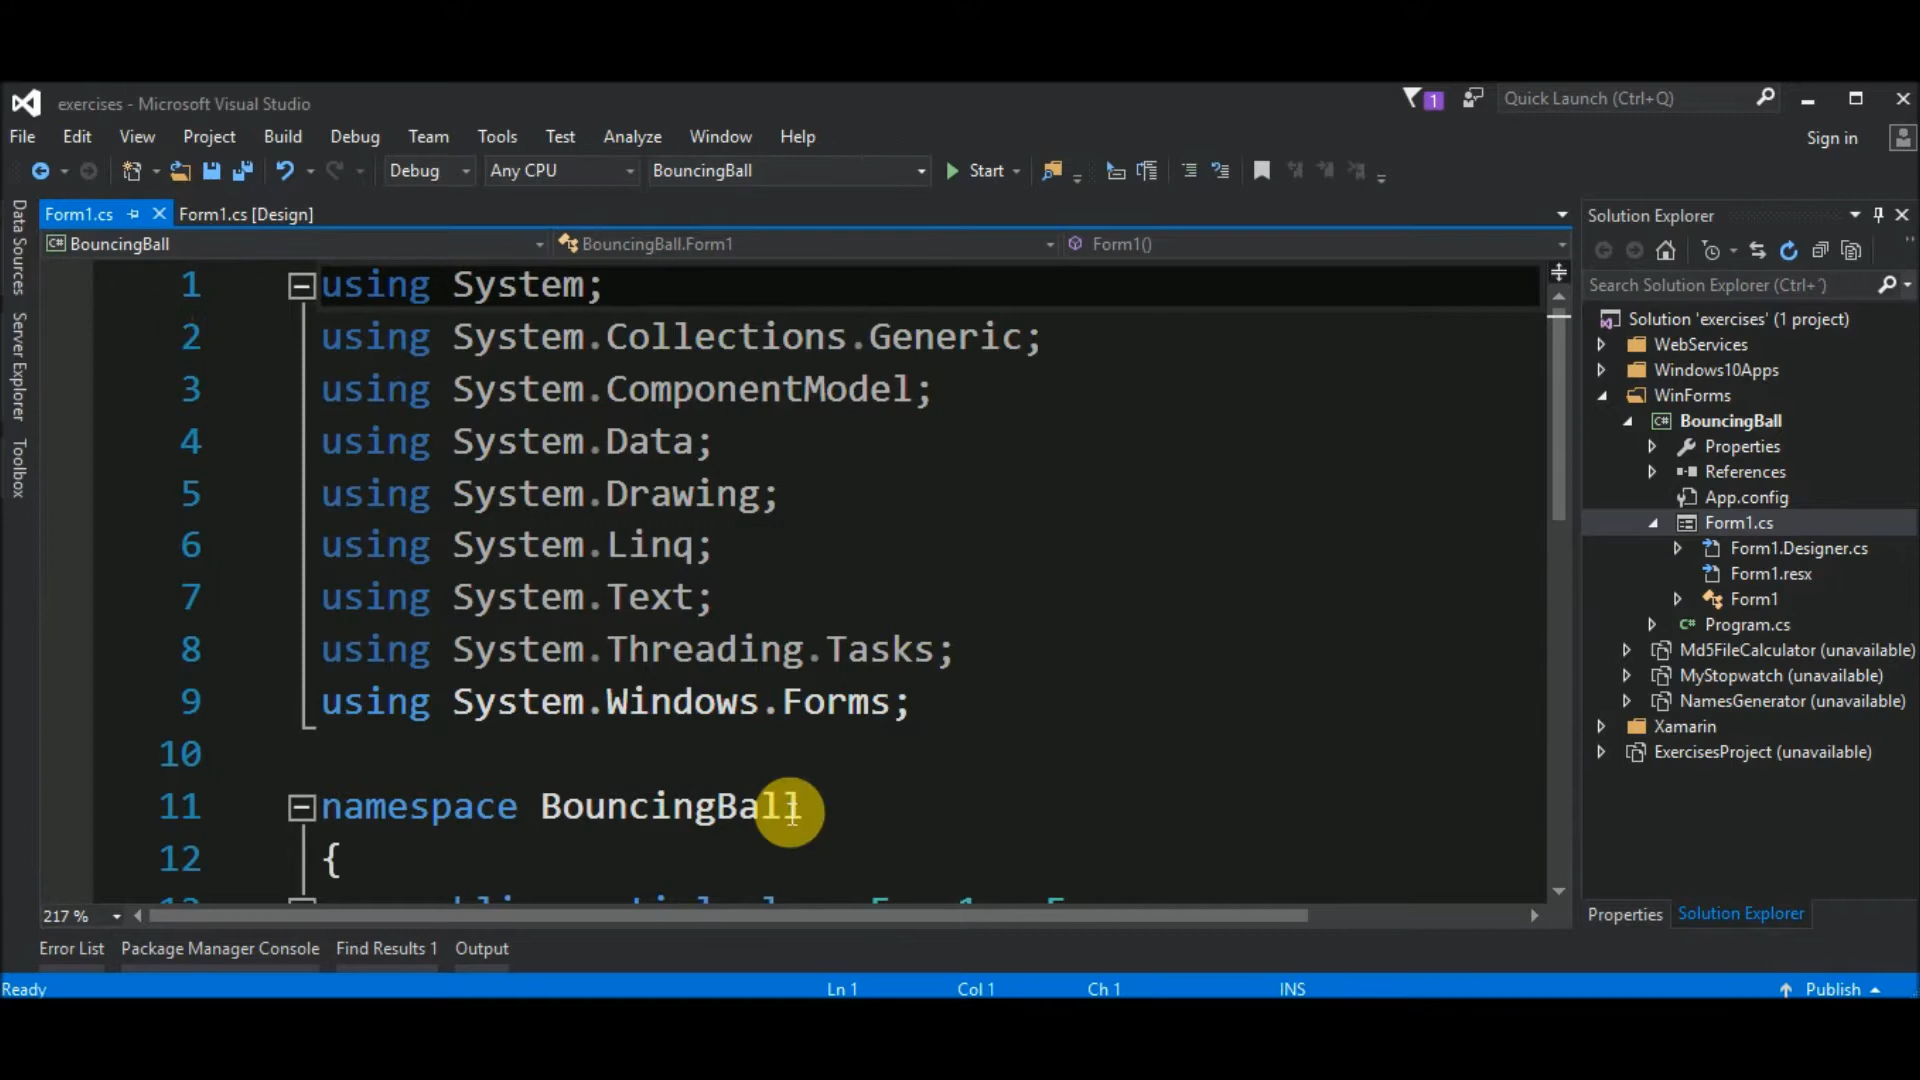 exercises - Microsoft Visual Studio
1
Quick Launch (Ctrl+Q)
File Edit View Project Build Debug Team Tools Test Analyze Window Help
Sign in
Debug Any CPU BouncingBall Start
Form1.cs Form1.cs [Design]
BouncingBall BouncingBall.Form1 Form1()
Data Sources
Server Explorer
Toolbox
1 using System;
2 using System.Collections.Generic;
3 using System.ComponentModel;
4 using System.Data;
5 using System.Drawing;
6 using System.Linq;
7 using System.Text;
8 using System.Threading.Tasks;
9 using System.Windows.Forms;
10
11 namespace BouncingBall
12 {
217 %
Solution Explorer
Search Solution Explorer (Ctrl+¨)
Solution 'exercises' (1 project)
WebServices
Windows10Apps
WinForms
C# BouncingBall
Properties
References
App.config
Form1.cs
Form1.Designer.cs
Form1.resx
Form1
C# Program.cs
Md5FileCalculator (unavailable)
MyStopwatch (unavailable)
NamesGenerator (unavailable)
Xamarin
ExercisesProject (unavailable)
Properties Solution Explorer
Error List Package Manager Console Find Results 1 Output
Ready Ln 1 Col 1 Ch 1 INS Publish